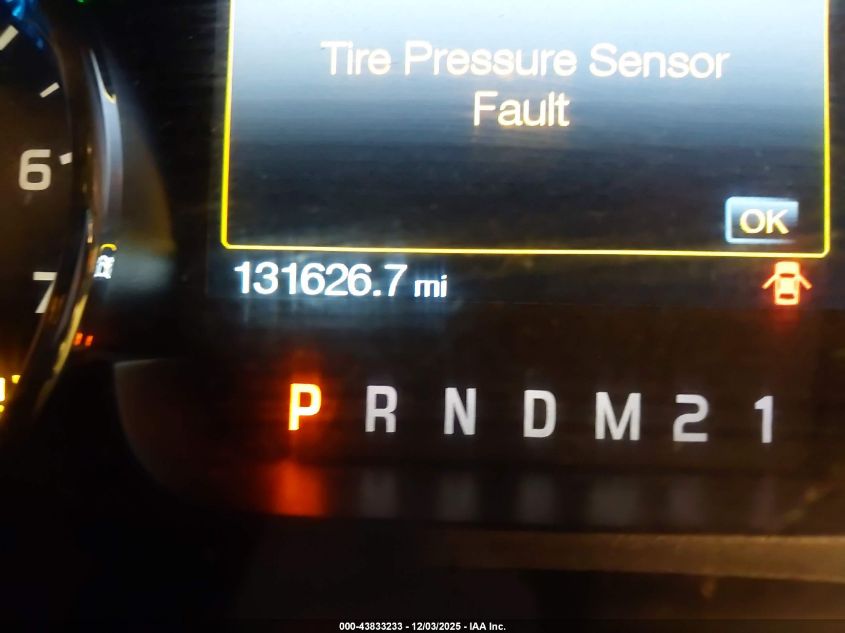 Tire Pressure Sensor
Fault
6
OK
131626.7 mi
7
P R N D M 2 1
000-43833233 - 12/03/2025 - IAA Inc.